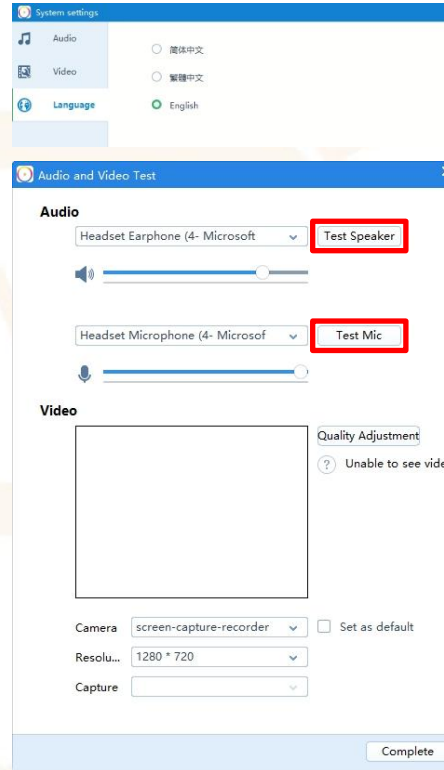 System settings
Audio
简体中文
Video
繁體中文
Language
English
Audio and Video Test
Audio
Headset Earphone (4- Microsoft
Test Speaker
Headset Microphone (4- Microsof
Test Mic
Video
Quality Adjustment
? Unable to see vide
Camera screen-capture-recorder Set as default
Resolu... 1280 * 720
Capture
Complete